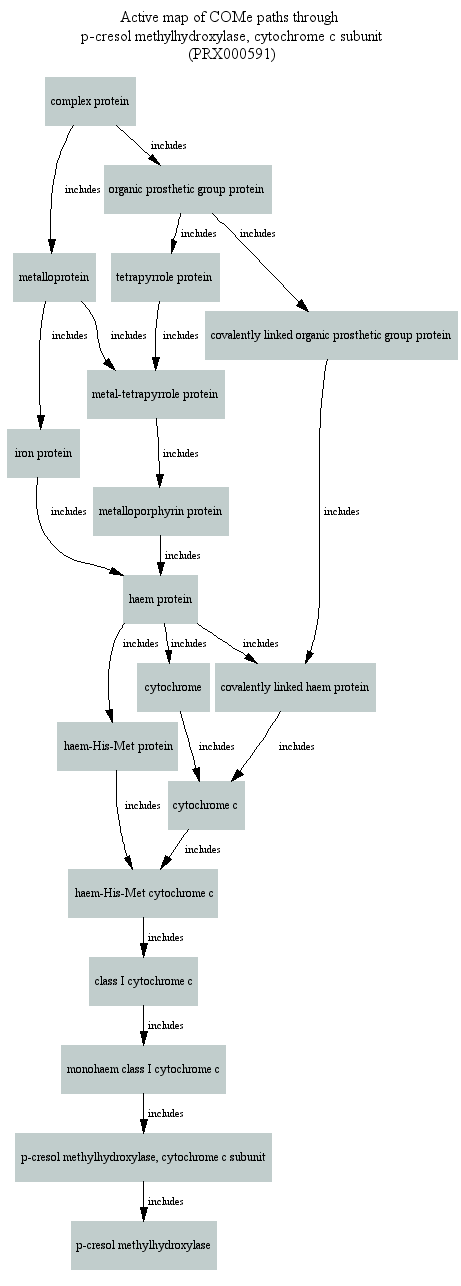 Active map of COMe paths through
p-cresol methylhydroxylase, cytochrome c subunit
(PRX000591)
complex protein
includes
includes
organic prosthetic group protein
includes
includes
metalloprotein
tetrapyrrole protein
covalently linked organic prosthetic group protein
includes
includes
includes
metal-tetrapyrrole protein
iron protein
includes
metalloporphyrin protein
includes
includes
includes
haem protein
includes
includes
includes
cytochrome
covalently linked haem protein
haem-His-Met protein
includes
includes
cytochrome c
includes
includes
haem-His-Met cytochrome c
includes
class I cytochrome c
includes
monohaem class I cytochrome c
includes
p-cresol methylhydroxylase, cytochrome c subunit
includes
p-cresol methylhydroxylase